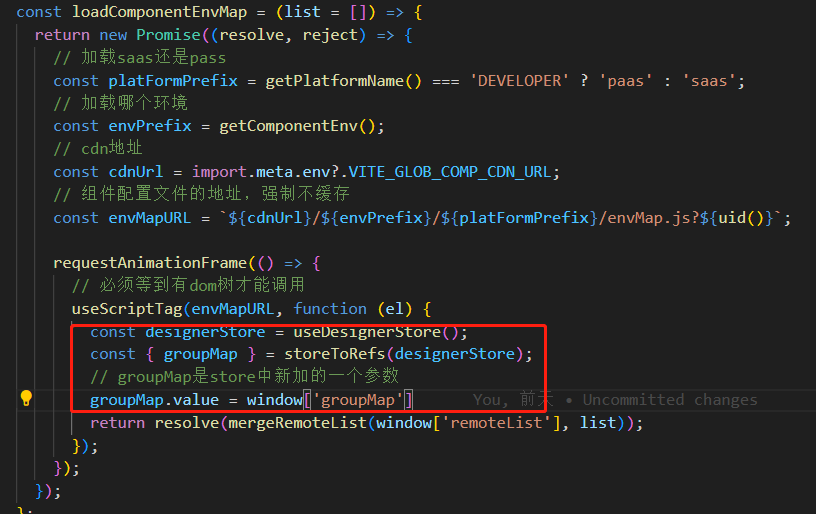 const loadComponentEnvMap = (list = []) => {
return new Promise((resolve, reject) => {
// 加载saas还是pass
const platFormPrefix = getPlatformName() === 'DEVELOPER' ? 'paas' : 'saas';
// 加载哪个环境
const envPrefix = getComponentEnv();
// cdn地址
const cdnUrl = import.meta.env?.VITE_GLOB_COMP_CDN_URL;
// 组件配置文件的地址，强制不缓存
const envMapURL = `${cdnUrl}/${envPrefix}/${platFormPrefix}/envMap.js?${uid()}`;
requestAnimationFrame(() => {
// 必须等到有dom树才能调用
useScriptTag(envMapURL, function (el) {
const designerStore = useDesignerStore();
const { groupMap } = storeToRefs(designerStore);
// groupMap是store中新加的一个参数
groupMap.value = window['groupMap'] You, 前天 • Uncommitted changes
return resolve(mergeRemoteList(window['remoteList'], list));
});
});
});
};